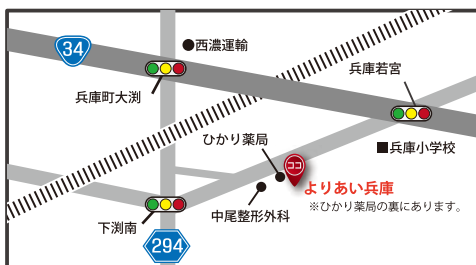 34
●西濃運輸
兵庫町大渕
兵庫若宮
ひかり薬局
■兵庫小学校
ココ
よりあい兵庫
※ひかり薬局の裏にあります。
中尾整形外科
下渕南
294